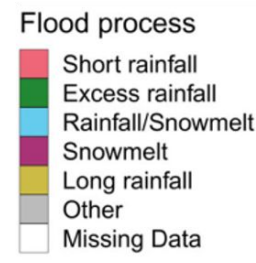 Flood process
Short rainfall
Excess rainfall
Rainfall/Snowmelt
Snowmelt
Long rainfall
Other
Missing Data